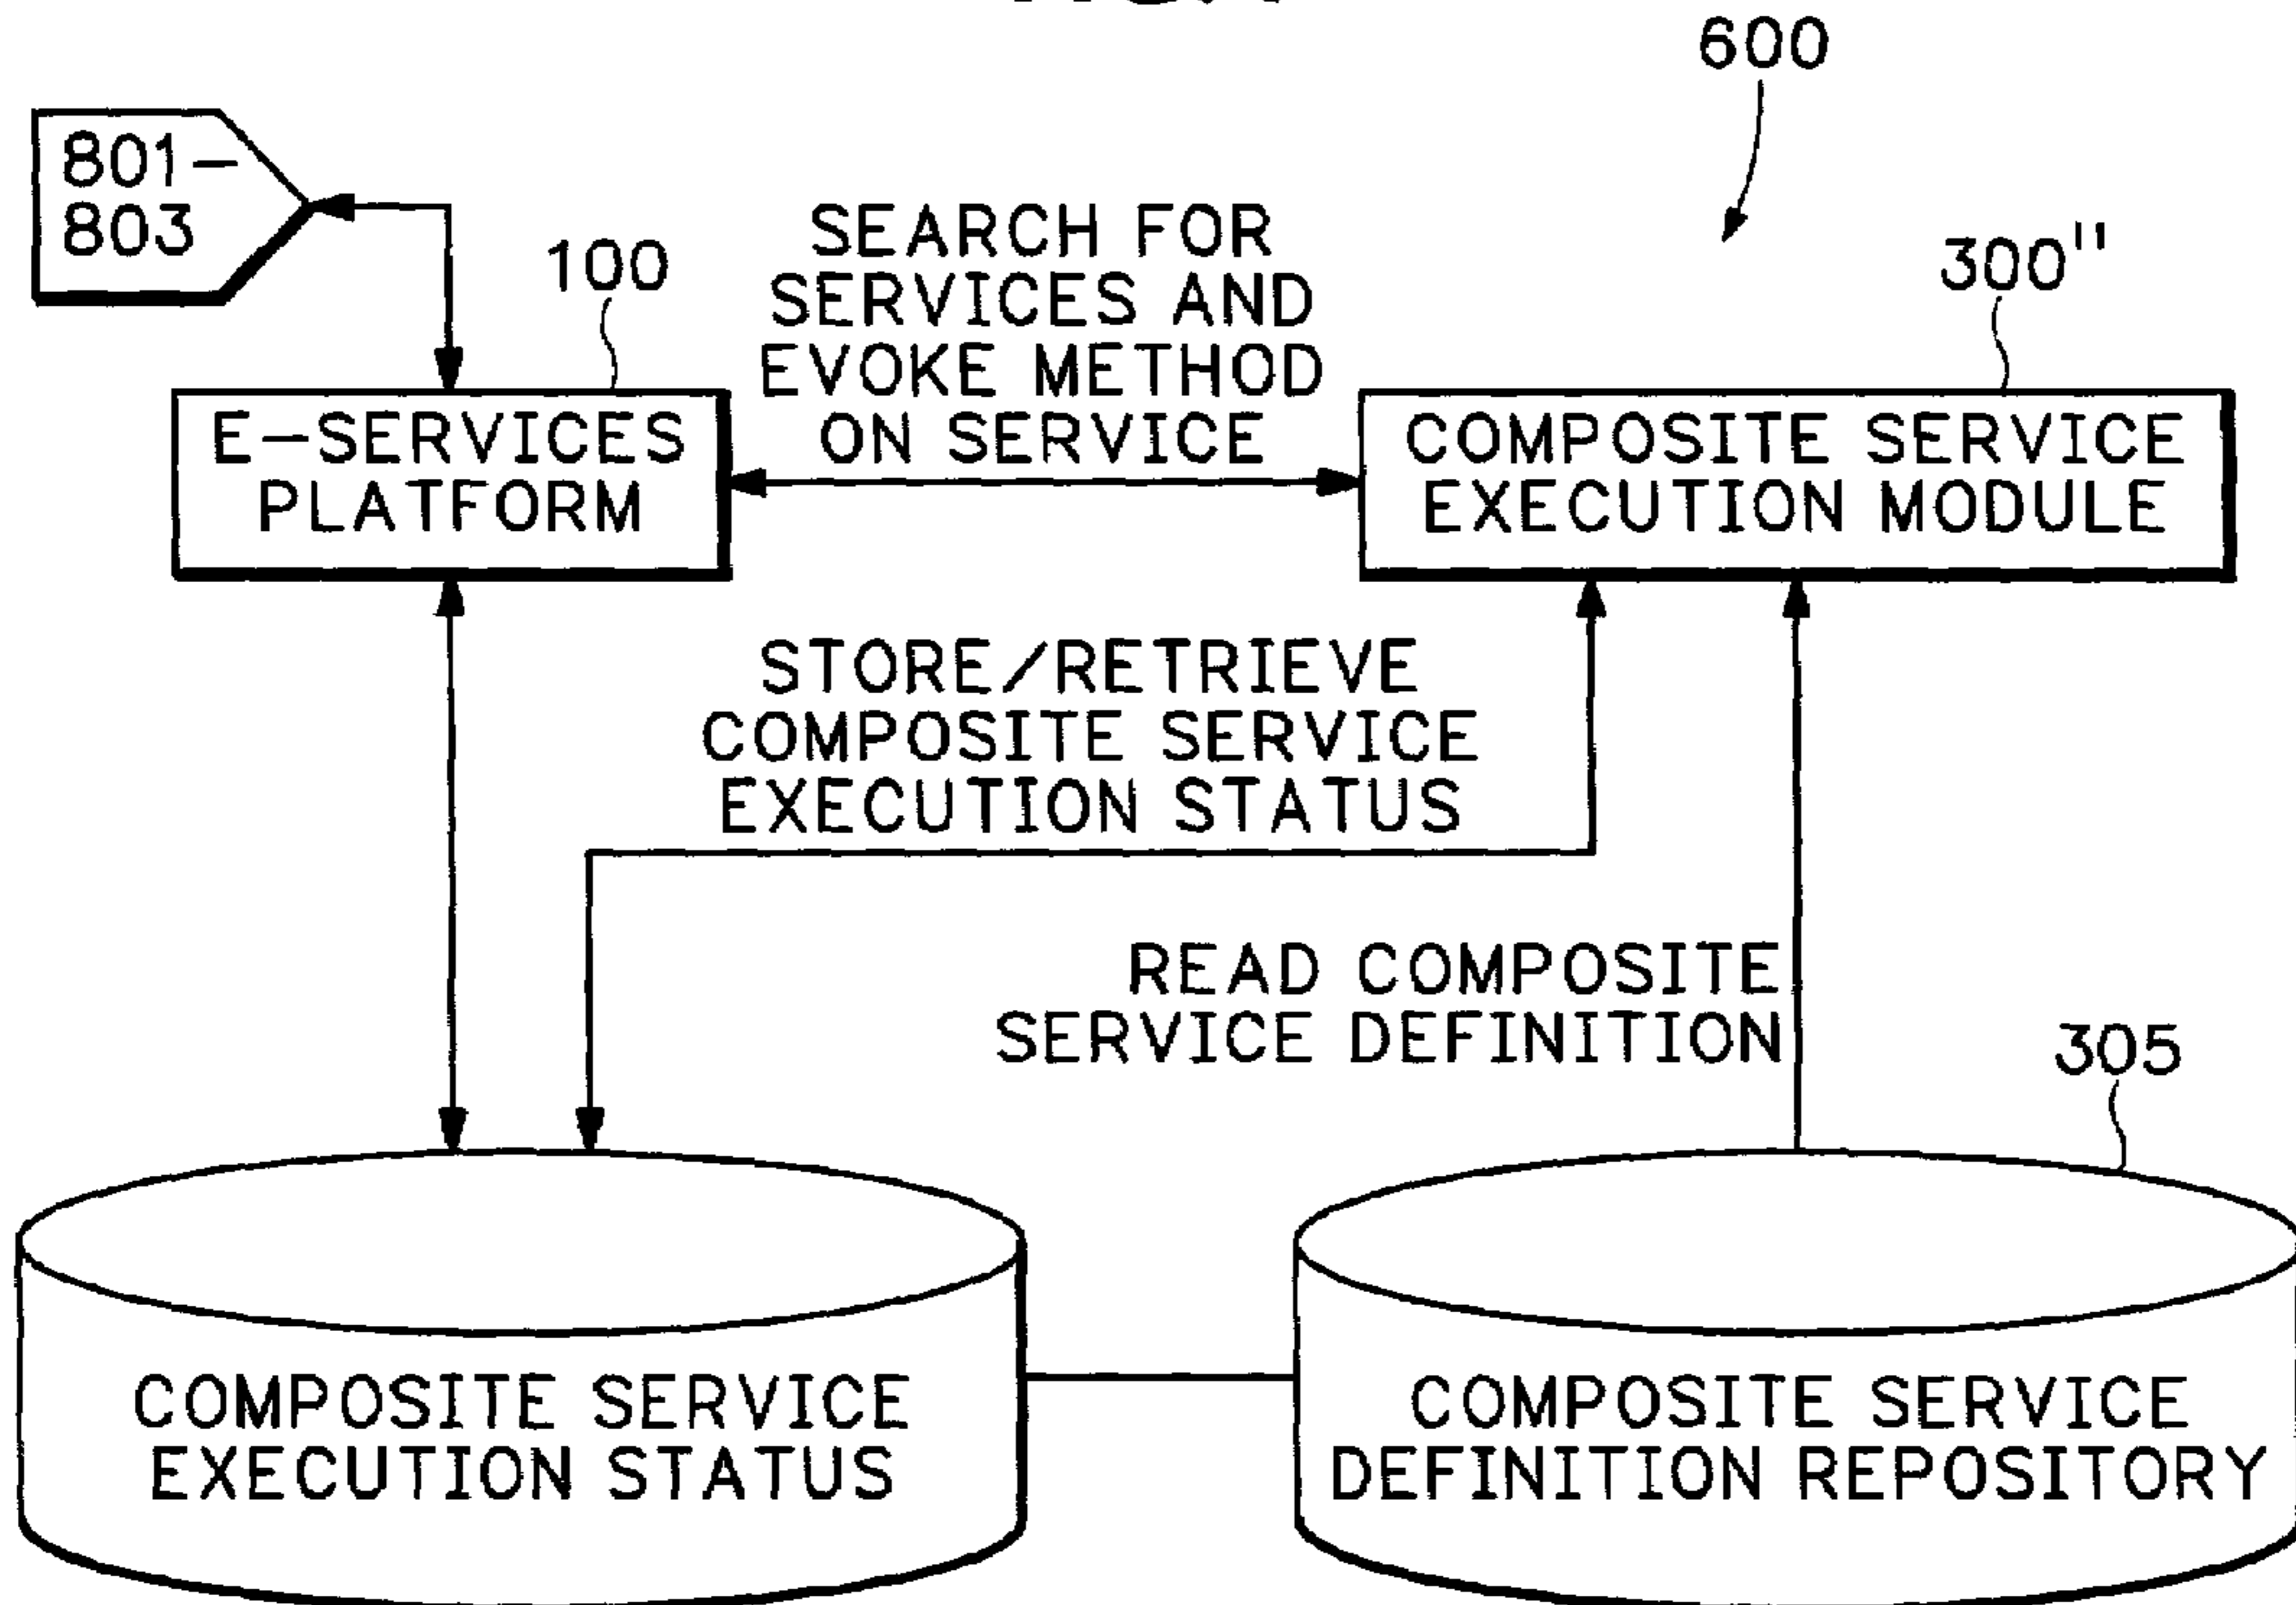 600
801-
803
100
SEARCH FOR
SERVICES AND
EVOKE METHOD
ON SERVICE
300"
E-SERVICES
PLATFORM
COMPOSITE SERVICE
EXECUTION MODULE
STORE/RETRIEVE
COMPOSITE SERVICE
EXECUTION STATUS
READ COMPOSITE
SERVICE DEFINITION
305
COMPOSITE SERVICE
EXECUTION STATUS
COMPOSITE SERVICE
DEFINITION REPOSITORY